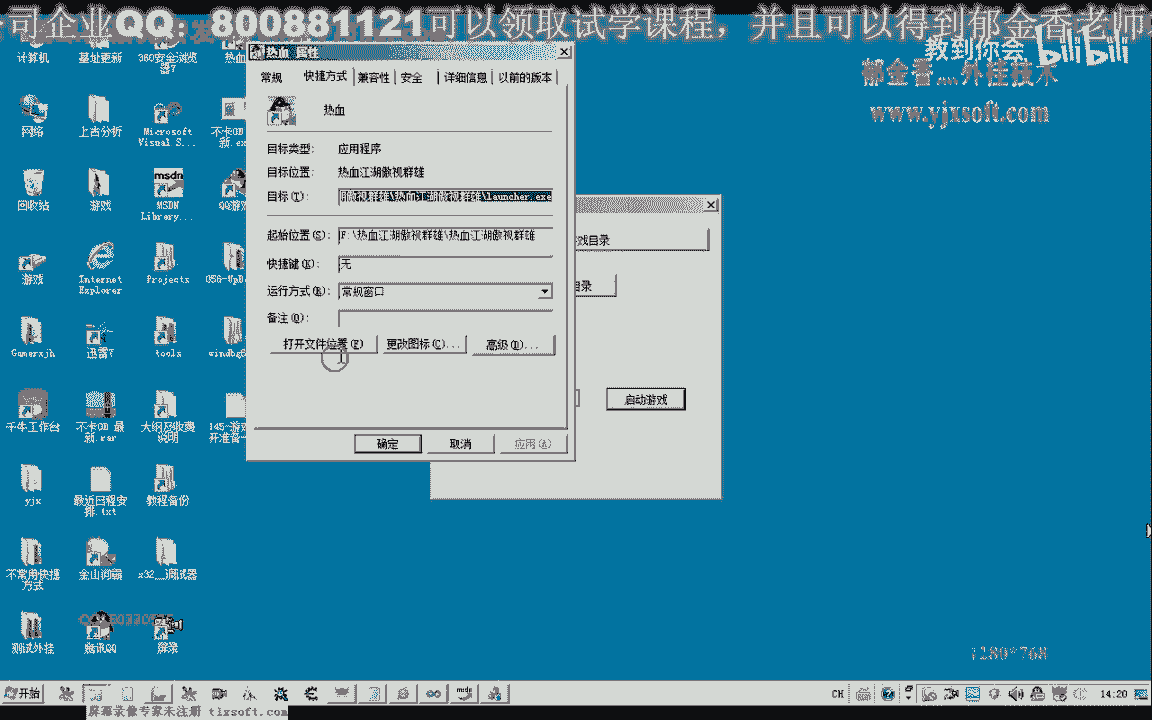 公司企业QQ：800881121可以领取试学课程，并且可以得到郁金香老师
教到你会
bilibili
郁金香灬外挂技术
www.yjxsoft.com
计算机
基址更新
360安全浏览器7
热血
网络
上古分析
Microsoft Visual S...
不卡OD 最新.ex
回收站
游戏
MSDN Library...
QQ游戏
游戏
Internet Explorer
Projects
Gamerxjh
迅雷7
tools
windbg6
千牛工作台
不卡OD 最新.rar
大纲及收费说明
yjx
最近日程安排.txt
教程备份
不常用快捷方式
金山词霸
x32__调试器
测试外挂
腾讯QQ
屏录
热血 属性
常规
快捷方式
兼容性
安全
详细信息
以前的版本
热血
目标类型:
应用程序
目标位置:
热血江湖傲视群雄
目标(T):
傲视群雄\热血江湖傲视群雄\launcher.exe
起始位置(S):
F:\热血江湖傲视群雄\热血江湖傲视群雄
快捷键(K):
无
运行方式(R):
常规窗口
备注(O):
打开文件位置(F)
更改图标(C)...
高级(D)...
确定
取消
应用(A)
戏目录
目录
启动游戏
1280*768
开始
CH
14:20
屏幕录像专家未注册 tlxsoft.com